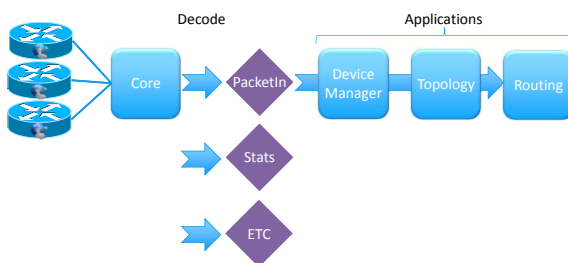 Decode
Applications
Core
PacketIn
Device
Manager
Topology
Routing
Stats
ETC